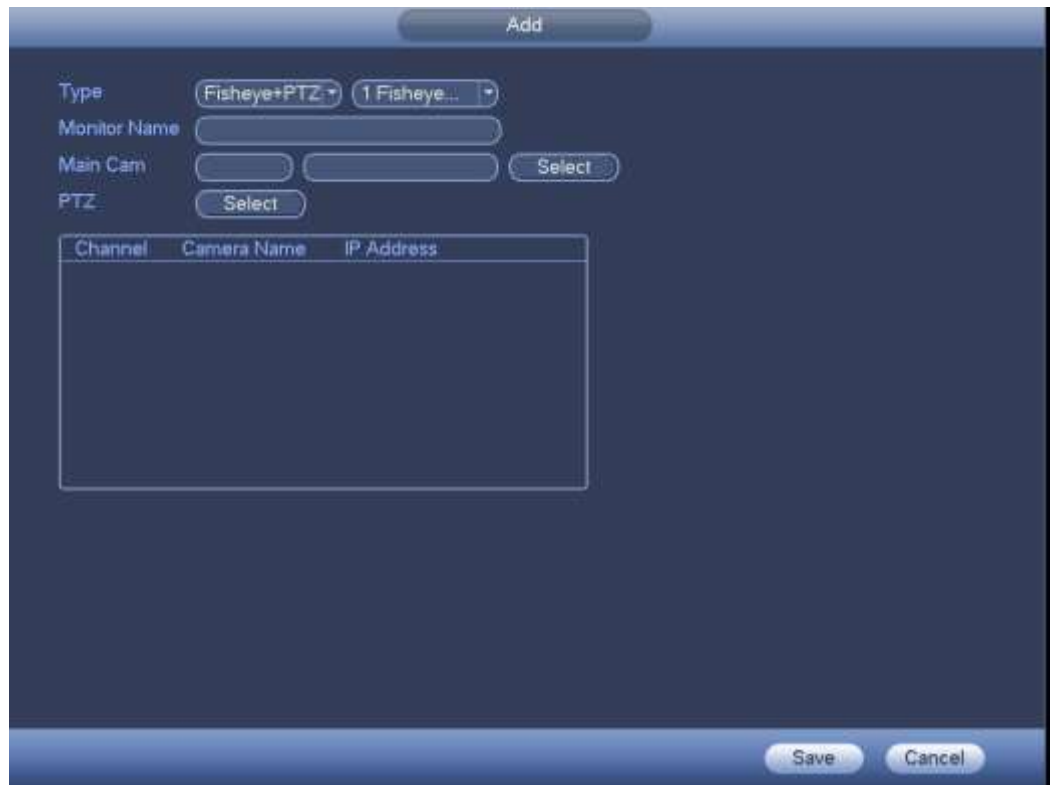 Add
Type Fisheye+PTZ 1 Fisheye...
Monitor Name
Main Cam Select
PTZ Select
Channel Camera Name IP Address
Save Cancel